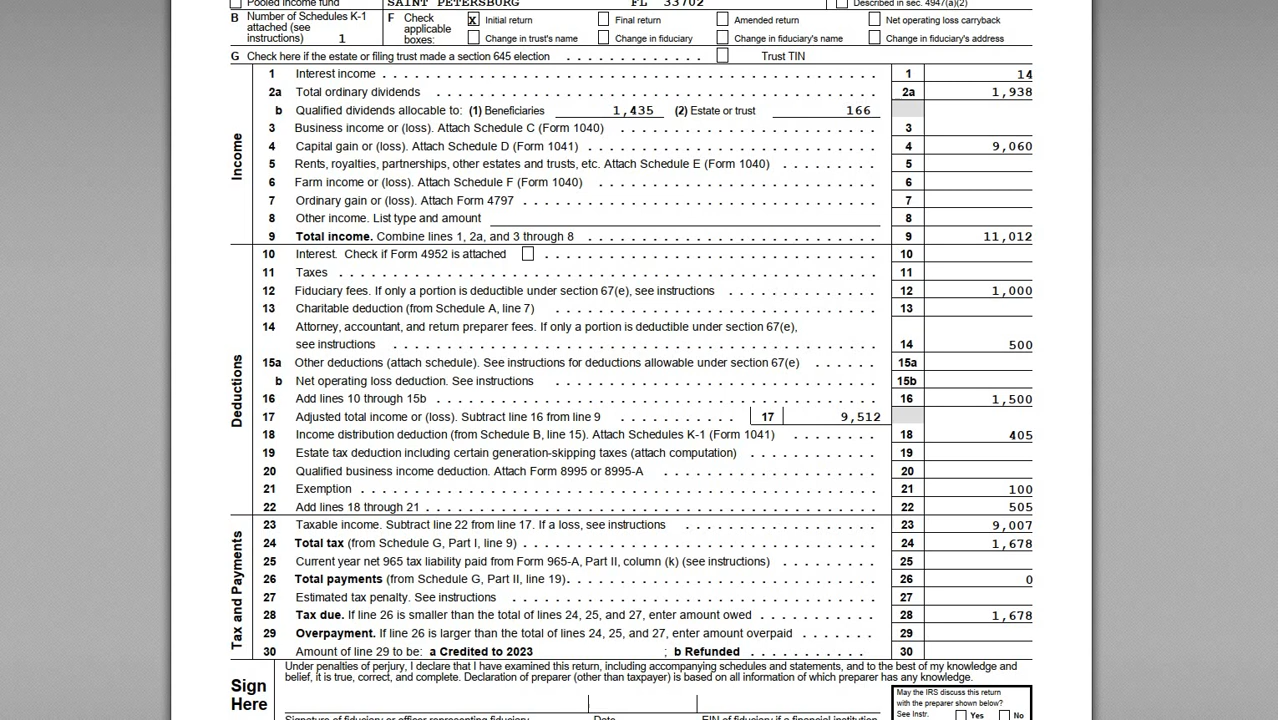 Pooled income fund SAINT PETERSBURG FL 33702 Described in sec. 4947(a)(2)
B Number of Schedules K-1 attached (see instructions) 1 F Check applicable boxes: X Initial return Final return Amended return Net operating loss carryback
Change in trust's name Change in fiduciary Change in fiduciary's name Change in fiduciary's address
G Check here if the estate or filing trust made a section 645 election . . . . . . . . . . . . Trust TIN
Income
1 Interest income 1 14
2a Total ordinary dividends 2a 1,938
b Qualified dividends allocable to: (1) Beneficiaries 1,435 (2) Estate or trust 166
3 Business income or (loss). Attach Schedule C (Form 1040) 3
4 Capital gain or (loss). Attach Schedule D (Form 1041) 4 9,060
5 Rents, royalties, partnerships, other estates and trusts, etc. Attach Schedule E (Form 1040) 5
6 Farm income or (loss). Attach Schedule F (Form 1040) 6
7 Ordinary gain or (loss). Attach Form 4797 7
8 Other income. List type and amount 8
9 Total income. Combine lines 1, 2a, and 3 through 8 9 11,012
Deductions
10 Interest. Check if Form 4952 is attached 10
11 Taxes 11
12 Fiduciary fees. If only a portion is deductible under section 67(e), see instructions 12 1,000
13 Charitable deduction (from Schedule A, line 7) 13
14 Attorney, accountant, and return preparer fees. If only a portion is deductible under section 67(e),
see instructions 14 500
15a Other deductions (attach schedule). See instructions for deductions allowable under section 67(e) 15a
b Net operating loss deduction. See instructions 15b
16 Add lines 10 through 15b 16 1,500
17 Adjusted total income or (loss). Subtract line 16 from line 9 17 9,512
18 Income distribution deduction (from Schedule B, line 15). Attach Schedules K-1 (Form 1041) 18 405
19 Estate tax deduction including certain generation-skipping taxes (attach computation) 19
20 Qualified business income deduction. Attach Form 8995 or 8995-A 20
21 Exemption 21 100
22 Add lines 18 through 21 22 505
Tax and Payments
23 Taxable income. Subtract line 22 from line 17. If a loss, see instructions 23 9,007
24 Total tax (from Schedule G, Part I, line 9) 24 1,678
25 Current year net 965 tax liability paid from Form 965-A, Part II, column (k) (see instructions) 25
26 Total payments (from Schedule G, Part II, line 19). 26 0
27 Estimated tax penalty. See instructions 27
28 Tax due. If line 26 is smaller than the total of lines 24, 25, and 27, enter amount owed 28 1,678
29 Overpayment. If line 26 is larger than the total of lines 24, 25, and 27, enter amount overpaid 29
30 Amount of line 29 to be: a Credited to 2023 ; b Refunded 30
Sign Here
Under penalties of perjury, I declare that I have examined this return, including accompanying schedules and statements, and to the best of my knowledge and
belief, it is true, correct, and complete. Declaration of preparer (other than taxpayer) is based on all information of which preparer has any knowledge.
May the IRS discuss this return
with the preparer shown below?
See Instr. Yes No
Signature of fiduciary or officer representing fiduciary Date EIN of fiduciary if a financial institution